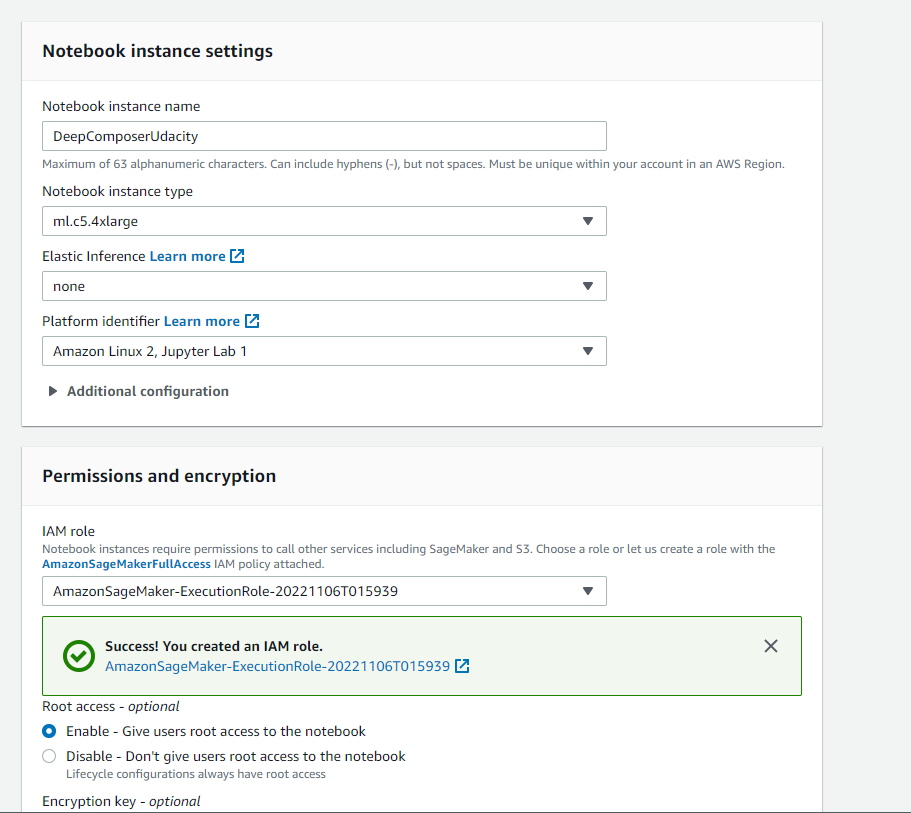 Notebook instance settings
Notebook instance name
DeepComposerUdacity
Maximum of 63 alphanumeric characters. Can include hyphens (-), but not spaces. Must be unique within your account in an AWS Region.
Notebook instance type
ml.c5.4xlarge
Elastic Inference Learn more
none
Platform identifier Learn more
Amazon Linux 2, Jupyter Lab 1
Additional configuration
Permissions and encryption
IAM role
Notebook instances require permissions to call other services including SageMaker and S3. Choose a role or let us create a role with the
AmazonSageMakerFullAccess IAM policy attached.
AmazonSageMaker-ExecutionRole-20221106T015939
Success! You created an IAM role.
AmazonSageMaker-ExecutionRole-20221106T015939
Root access - optional
Enable - Give users root access to the notebook
Disable - Don't give users root access to the notebook
Lifecycle configurations always have root access
Encryption key - optional